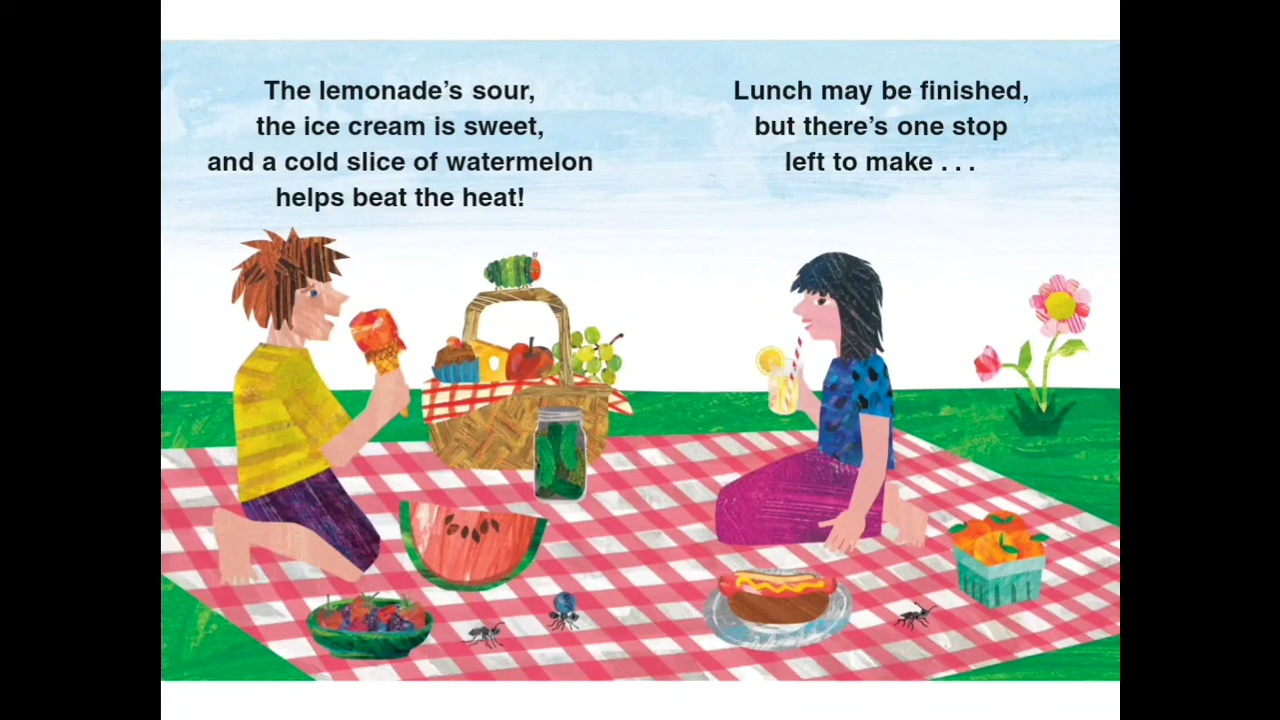 The lemonade’s sour,
the ice cream is sweet,
and a cold slice of watermelon
helps beat the heat!
Lunch may be finished,
but there’s one stop
left to make . . .